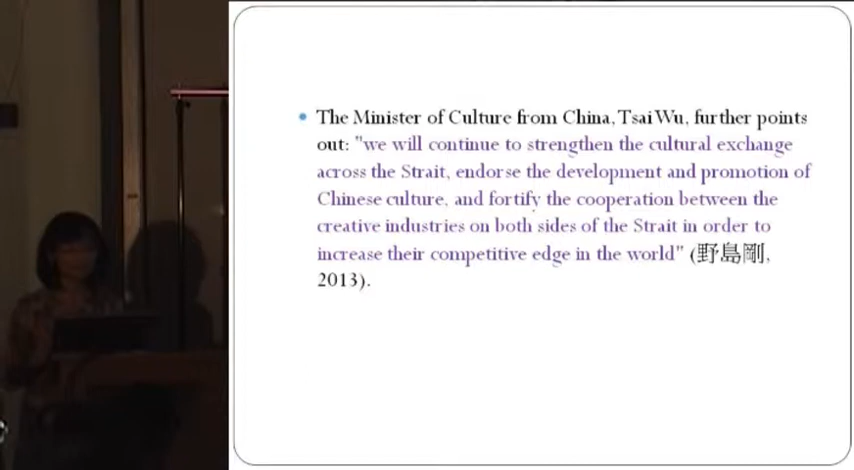 The Minister of Culture from China, Tsai Wu, further points
out: "we will continue to strengthen the cultural exchange
across the Strait, endorse the development and promotion of
Chinese culture, and fortify the cooperation between the
creative industries on both sides of the Strait in order to
increase their competitive edge in the world" (野島剛,
2013).